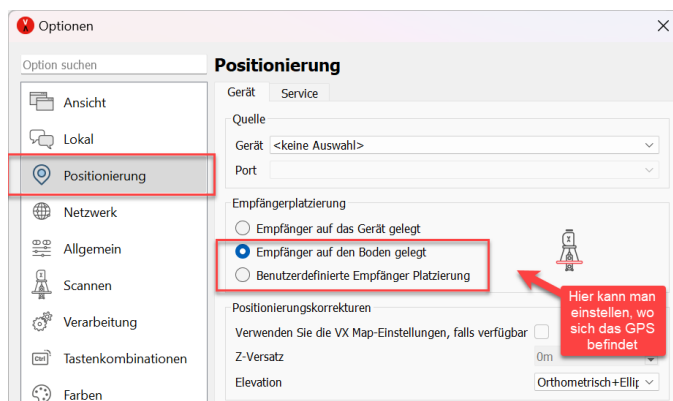 Optionen
Option suchen
Positionierung
Gerät Service
Ansicht
Quelle
Lokal
Gerät <keine Auswahl>
Positionierung
Port
Netzwerk
Empfängerplatzierung
Empfänger auf das Gerät gelegt
Allgemein
Empfänger auf den Boden gelegt
Scannen
Benutzerdefinierte Empfänger Platzierung
Hier kann man
einstellen, wo
sich das GPS
befindet
Verarbeitung
Positionierungskorrekturen
Verwenden Sie die VX Map-Einstellungen, falls verfügbar
Tastenkombinationen
Ctrl
Z-Versatz 0m
Farben
Elevation Orthometrisch+Ellip